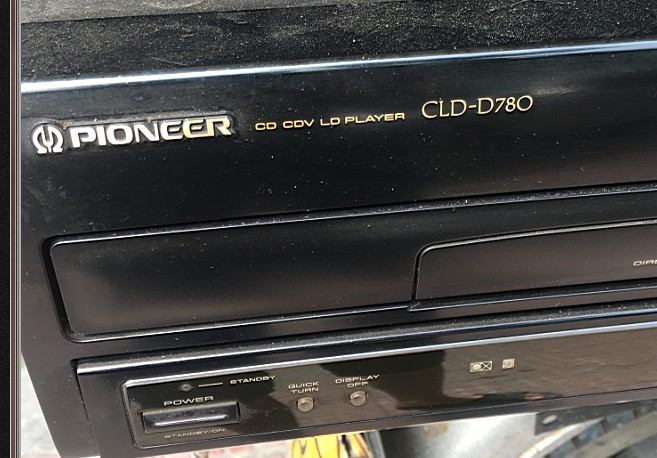 PIONEER CD CDV LD PLAYER CLD-D780
STANDBY
QUICK TURN
DISPLAY OFF
POWER
STANDBY/ON